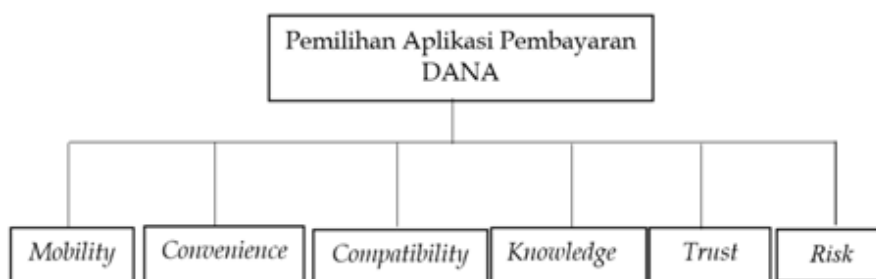 Pemilihan Aplikasi Pembayaran
DANA
Mobility
Convenience
Compatibility
Knowledge
Trust
Risk